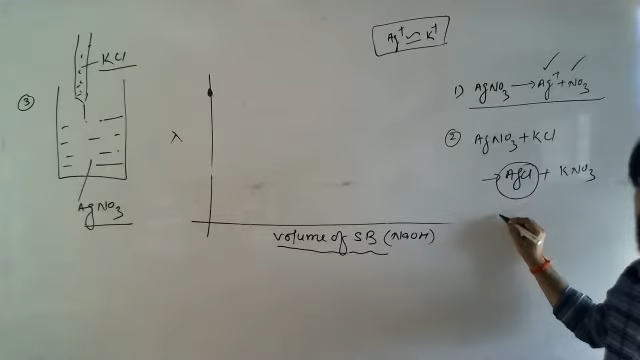 KCl
③
AgNO₃
λ
volume of SB (NaOH)
Ag⁺ ≃ K⁺
1) AgNO₃ → Ag⁺ + NO₃
② AgNO₃ + KCl
→ AgCl + KNO₃